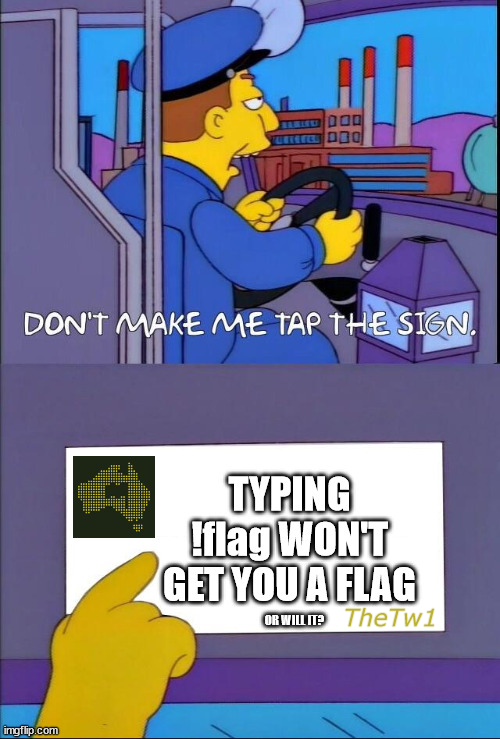 DON'T MAKE ME TAP THE SIGN.
TYPING
!flag WON'T
GET YOU A FLAG
OR WILL IT?
TheTw1
imgflip.com